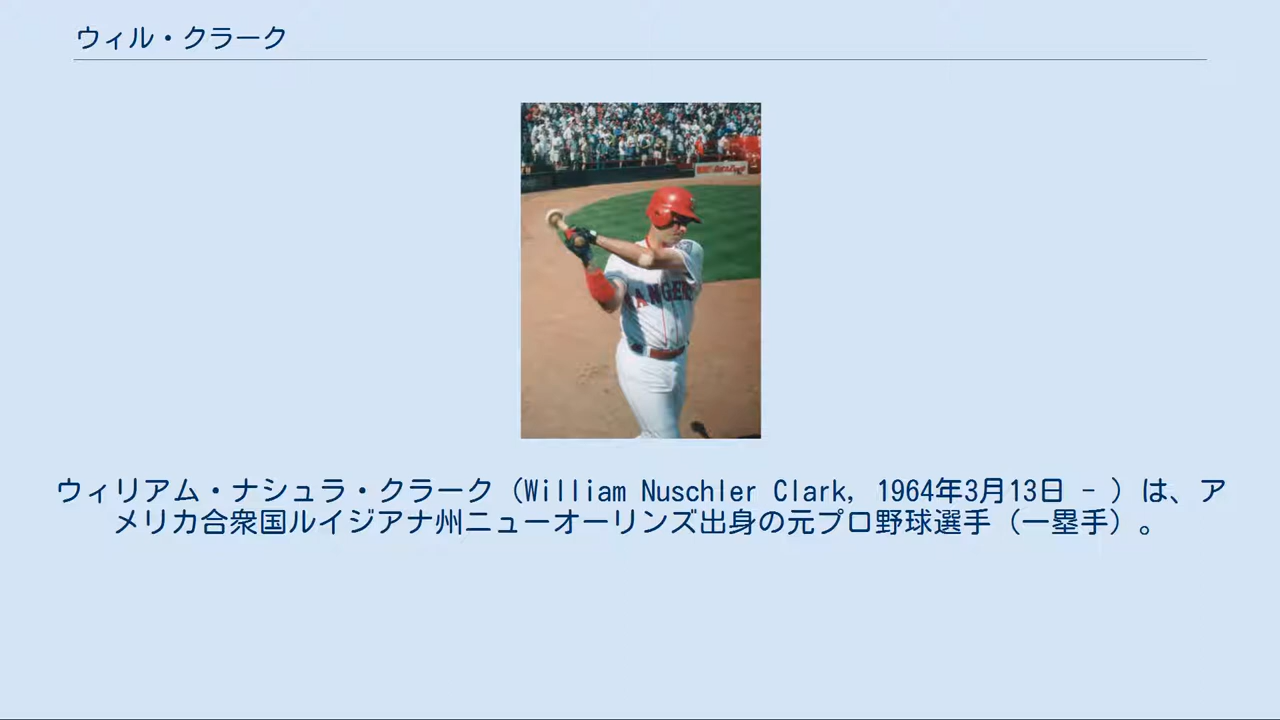 ウィル・クラーク
ウィリアム・ナシュラ・クラーク（William Nuschler Clark, 1964年3月13日 - ）は、ア
メリカ合衆国ルイジアナ州ニューオーリンズ出身の元プロ野球選手（一塁手）。